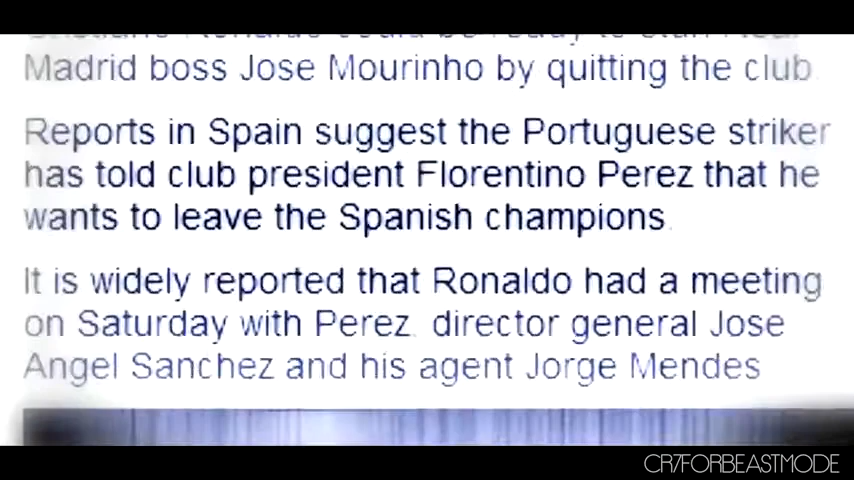 Madrid boss Jose Mourinho by quitting the club
Reports in Spain suggest the Portuguese striker
has told club president Florentino Perez that he
wants to leave the Spanish champions.
It is widely reported that Ronaldo had a meeting
on Saturday with Perez, director general Jose
Angel Sanchez and his agent Jorge Mendes
CR7FORBEASTMODE